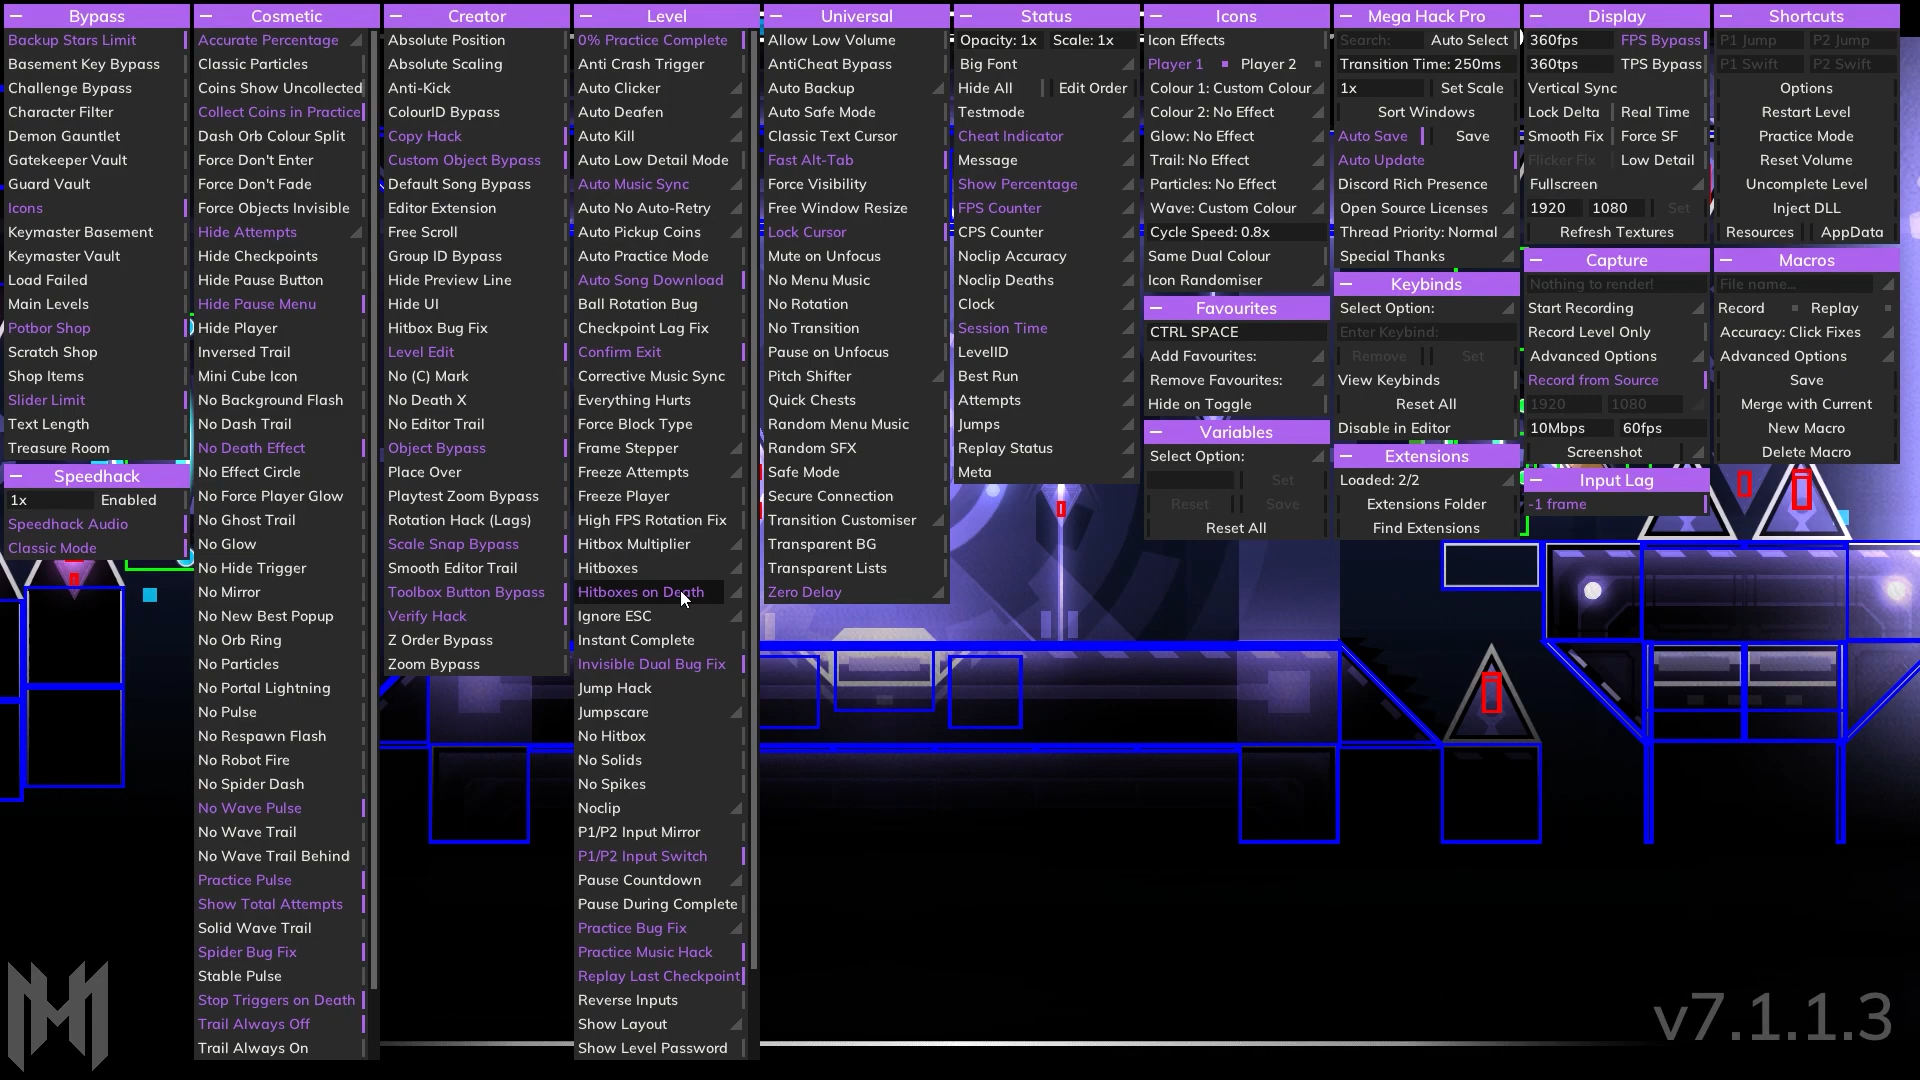 Bypass
Backup Stars Limit
Basement Key Bypass
Challenge Bypass
Character Filter
Demon Gauntlet
Gatekeeper Vault
Guard Vault
Icons
Keymaster Basement
Keymaster Vault
Load Failed
Main Levels
Potbor Shop
Scratch Shop
Shop Items
Slider Limit
Text Length
Treasure Room
Speedhack
1x Enabled
Speedhack Audio
Classic Mode
Cosmetic
Accurate Percentage
Classic Particles
Coins Show Uncollected
Collect Coins in Practice
Dash Orb Colour Split
Force Don't Enter
Force Don't Fade
Force Objects Invisible
Hide Attempts
Hide Checkpoints
Hide Pause Button
Hide Pause Menu
Hide Player
Inversed Trail
Mini Cube Icon
No Background Flash
No Dash Trail
No Death Effect
No Effect Circle
No Force Player Glow
No Ghost Trail
No Glow
No Hide Trigger
No Mirror
No New Best Popup
No Orb Ring
No Particles
No Portal Lightning
No Pulse
No Respawn Flash
No Robot Fire
No Spider Dash
No Wave Pulse
No Wave Trail
No Wave Trail Behind
Practice Pulse
Show Total Attempts
Solid Wave Trail
Spider Bug Fix
Stable Pulse
Stop Triggers on Death
Trail Always Off
Trail Always On
Creator
Absolute Position
Absolute Scaling
Anti-Kick
ColourID Bypass
Copy Hack
Custom Object Bypass
Default Song Bypass
Editor Extension
Free Scroll
Group ID Bypass
Hide Preview Line
Hide UI
Hitbox Bug Fix
Level Edit
No (C) Mark
No Death X
No Editor Trail
Object Bypass
Place Over
Playtest Zoom Bypass
Rotation Hack (Lags)
Scale Snap Bypass
Smooth Editor Trail
Toolbox Button Bypass
Verify Hack
Z Order Bypass
Zoom Bypass
Level
0% Practice Complete
Anti Crash Trigger
Auto Clicker
Auto Deafen
Auto Kill
Auto Low Detail Mode
Auto Music Sync
Auto No Auto-Retry
Auto Pickup Coins
Auto Practice Mode
Auto Song Download
Ball Rotation Bug
Checkpoint Lag Fix
Confirm Exit
Corrective Music Sync
Everything Hurts
Force Block Type
Frame Stepper
Freeze Attempts
Freeze Player
High FPS Rotation Fix
Hitbox Multiplier
Hitboxes
Hitboxes on Death
Ignore ESC
Instant Complete
Invisible Dual Bug Fix
Jump Hack
Jumpscare
No Hitbox
No Solids
No Spikes
Noclip
P1/P2 Input Mirror
P1/P2 Input Switch
Pause Countdown
Pause During Complete
Practice Bug Fix
Practice Music Hack
Replay Last Checkpoint
Reverse Inputs
Show Layout
Show Level Password
Universal
Allow Low Volume
AntiCheat Bypass
Auto Backup
Auto Safe Mode
Classic Text Cursor
Fast Alt-Tab
Force Visibility
Free Window Resize
Lock Cursor
Mute on Unfocus
No Menu Music
No Rotation
No Transition
Pause on Unfocus
Pitch Shifter
Quick Chests
Random Menu Music
Random SFX
Safe Mode
Secure Connection
Transition Customiser
Transparent BG
Transparent Lists
Zero Delay
Status
Opacity: 1x Scale: 1x
Big Font
Hide All Edit Order
Testmode
Cheat Indicator
Message
Show Percentage
FPS Counter
CPS Counter
Noclip Accuracy
Noclip Deaths
Clock
Session Time
LevelID
Best Run
Attempts
Jumps
Replay Status
Meta
Icons
Icon Effects
Player 1 Player 2
Colour 1: Custom Colour
Colour 2: No Effect
Glow: No Effect
Trail: No Effect
Particles: No Effect
Wave: Custom Colour
Cycle Speed: 0.8x
Same Dual Colour
Icon Randomiser
Favourites
CTRL SPACE
Add Favourites:
Remove Favourites:
Hide on Toggle
Variables
Select Option:
Set
Reset Save
Reset All
Mega Hack Pro
Search: Auto Select
Transition Time: 250ms
1x Set Scale
Sort Windows
Auto Save Save
Auto Update
Discord Rich Presence
Open Source Licenses
Thread Priority: Normal
Special Thanks
Keybinds
Select Option:
Enter Keybind:
Remove Set
View Keybinds
Reset All
Disable in Editor
Extensions
Loaded: 2/2
Extensions Folder
Find Extensions
Display
360fps FPS Bypass
360tps TPS Bypass
Vertical Sync
Lock Delta Real Time
Smooth Fix Force SF
Flicker Fix Low Detail
Fullscreen
1920 1080 Set
Refresh Textures
Capture
Nothing to render!
Start Recording
Record Level Only
Advanced Options
Record from Source
1920 1080
10Mbps 60fps
Screenshot
Input Lag
-1 frame
Shortcuts
P1 Jump P2 Jump
P1 Swift P2 Swift
Options
Restart Level
Practice Mode
Reset Volume
Uncomplete Level
Inject DLL
Resources AppData
Macros
File name...
Record Replay
Accuracy: Click Fixes
Advanced Options
Save
Merge with Current
New Macro
Delete Macro
v7.1.1.3